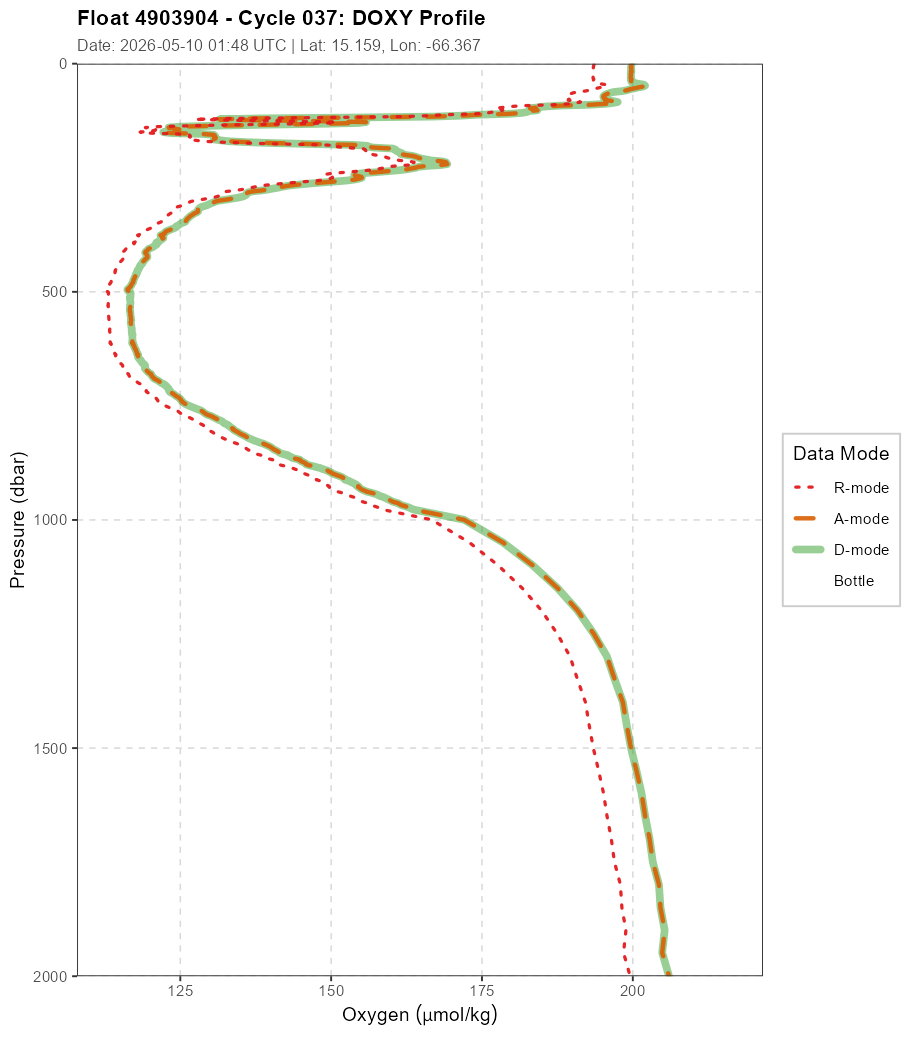 Float 4903904 - Cycle 037: DOXY Profile
Date: 2026-05-10 01:48 UTC | Lat: 15.159, Lon: -66.367
0
500
1000
1500
2000
Pressure (dbar)
125 150 175 200
Oxygen (μmol/kg)
Data Mode
R-mode
A-mode
D-mode
Bottle